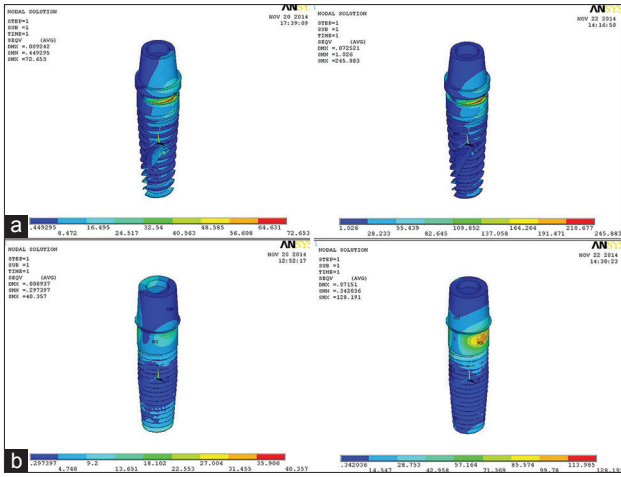 NODAL SOLUTION
STEP=1
SUB =1
TIME=1
SEQV (AVG)
DMX =.009242
SMN =.449295
SMX =72.653
ANSYS
NOV 20 2014
17:39:09
.449295 8.472 16.495 24.517 32.54 40.563 48.585 56.608 64.631 72.653
NODAL SOLUTION
STEP=1
SUB =1
TIME=1
SEQV (AVG)
DMX =.072521
SMN =1.026
SMX =245.883
ANSYS
NOV 22 2014
14:16:50
1.026 28.233 55.439 82.645 109.852 137.058 164.264 191.471 218.677 245.883
a
NODAL SOLUTION
STEP=1
SUB =1
TIME=1
SEQV (AVG)
DMX =.008937
SMN =.297397
SMX =40.357
ANSYS
NOV 20 2014
12:52:17
MX
.297397 4.748 9.2 13.651 18.102 22.553 27.004 31.455 35.906 40.357
NODAL SOLUTION
STEP=1
SUB =1
TIME=1
SEQV (AVG)
DMX =.07151
SMN =.342036
SMX =128.191
ANSYS
NOV 22 2014
14:30:23
MX
.342036 14.547 28.753 42.958 57.164 71.369 85.574 99.78 113.985 128.191
b